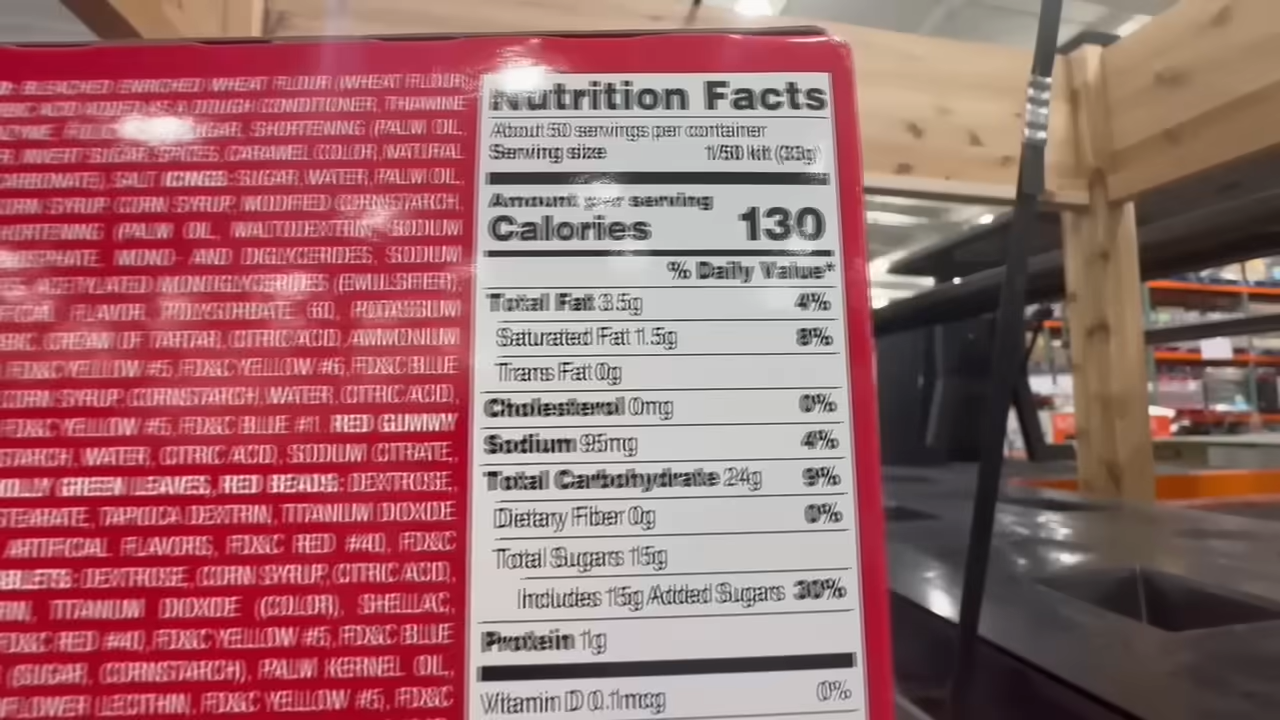 BLEACHED ENRICHED WHEAT FLOUR (WHEAT FLOUR
ACID ADDED AS A DOUGH CONDITIONER, THIAMINE
SUGAR, SHORTENING (PALM OIL,
INVERT SUGAR, SPICES, CARAMEL COLOR, NATURAL
SALT. ICINGS: SUGAR, WATER, PALM OIL,
CORN SYRUP, MODIFIED CORNSTARCH,
(PALM OIL, MALTODEXTRIN, SODIUM
MONO- AND DIGLYCERIDES, SODIUM
ACETYLATED MONOGLYCERIDES (EMULSIFIER),
FLAVOR, POLYSORBATE 60, POTASSIUM
CREAM OF TARTAR, CITRIC ACID, AMMONIUM
FD&C YELLOW #5, FD&C YELLOW #6, FD&C BLUE
CORN SYRUP, CORNSTARCH), WATER, CITRIC ACID,
FD&C YELLOW #5, FD&C BLUE #1. RED GUMMY
WATER, CITRIC ACID, SODIUM CITRATE,
HOLLY GREEN LEAVES, RED BEADS: DEXTROSE,
TAPIOCA DEXTRIN, TITANIUM DIOXIDE
ARTIFICIAL FLAVORS, FD&C RED #40, FD&C
DEXTROSE, CORN SYRUP, CITRIC ACID,
TITANIUM DIOXIDE (COLOR), SHELLAC,
FD&C RED #40, FD&C YELLOW #5, FD&C BLUE
(SUGAR, CORNSTARCH), PALM KERNEL OIL,
LECITHIN, FD&C YELLOW #5, FD&C
Nutrition Facts
About 50 servings per container
Serving size 1/50 kit (33g)
Amount per serving
Calories 130
% Daily Value*
Total Fat 3.5g 4%
Saturated Fat 1.5g 8%
Trans Fat 0g
Cholesterol 0mg 0%
Sodium 95mg 4%
Total Carbohydrate 24g 9%
Dietary Fiber 0g 0%
Total Sugars 15g
Includes 15g Added Sugars 30%
Protein 1g
Vitamin D 0.1mcg 0%